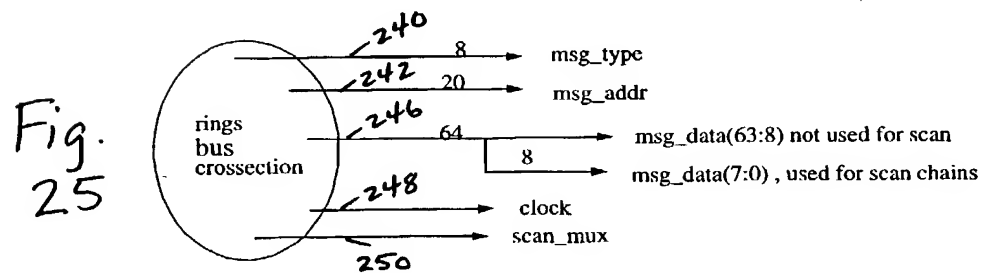 240
8
msg_type
242
20
msg_addr
Fig.
25
rings
bus
crossection
246
64
msg_data(63:8) not used for scan
8
msg_data(7:0) , used for scan chains
248
clock
scan_mux
250